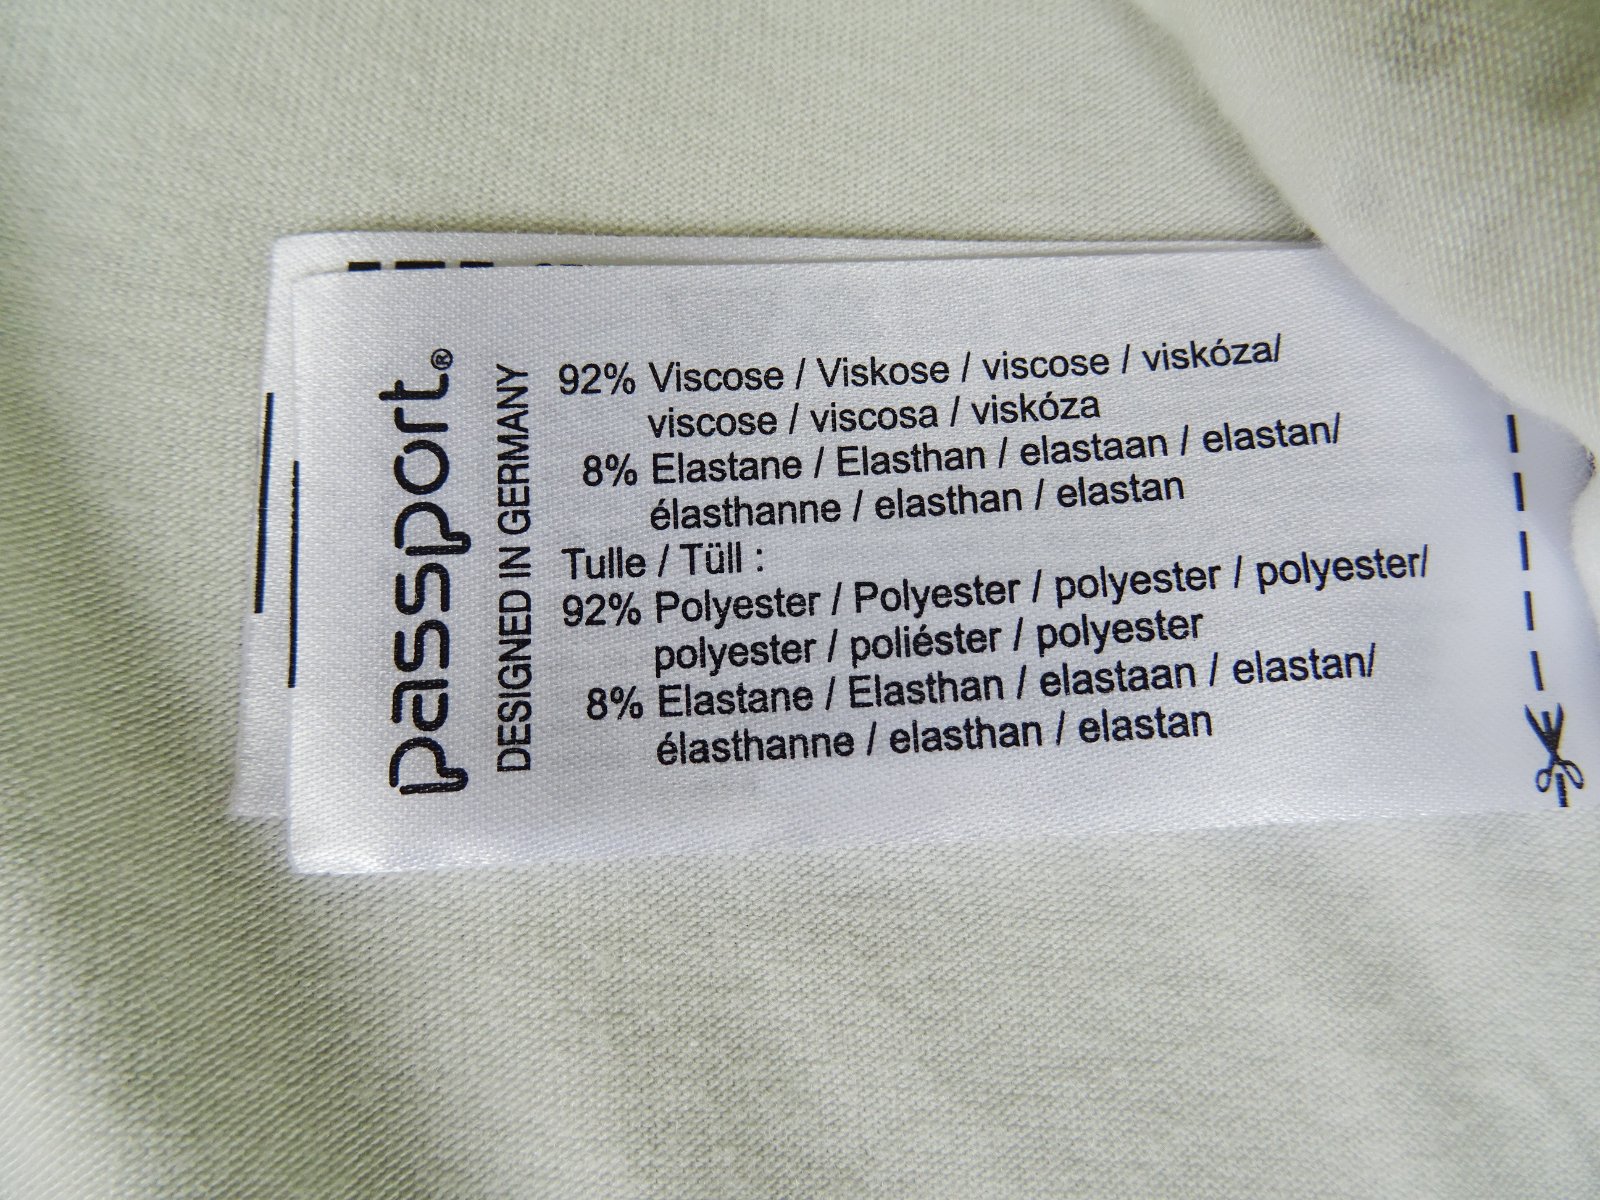 passport®
DESIGNED IN GERMANY
92% Viscose / Viskose / viscose / viskóza/
viscose / viscosa / viskóza
8% Elastane / Elasthan / elastaan / elastan/
élasthanne / elasthan / elastan
Tulle / Tüll :
92% Polyester / Polyester / polyester / polyester/
polyester / poliéster / polyester
8% Elastane / Elasthan / elastaan / elastan/
élasthanne / elasthan / elastan